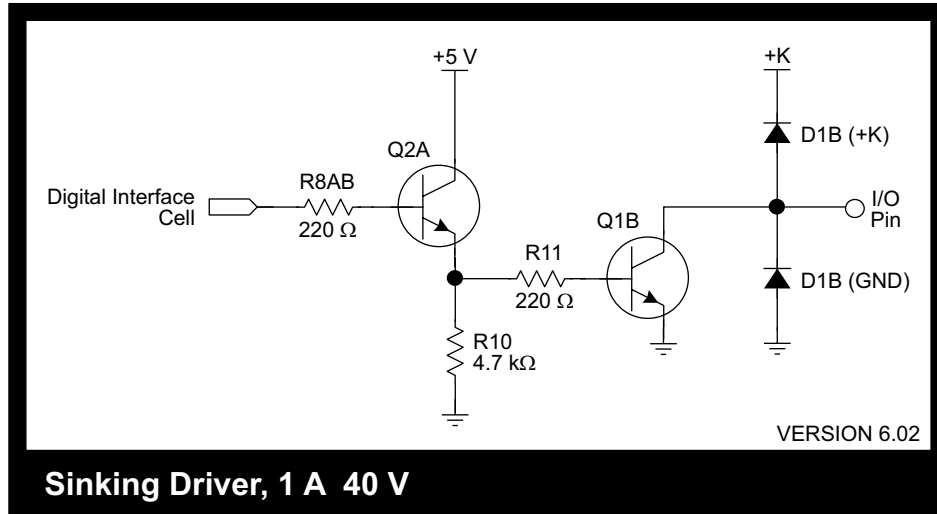 +5 V
+K
D1B (+K)
Q2A
R8AB
Digital Interface
Cell
220 Ω
I/O
Pin
Q1B
R11
220 Ω
D1B (GND)
R10
4.7 kΩ
VERSION 6.02
Sinking Driver, 1 A 40 V